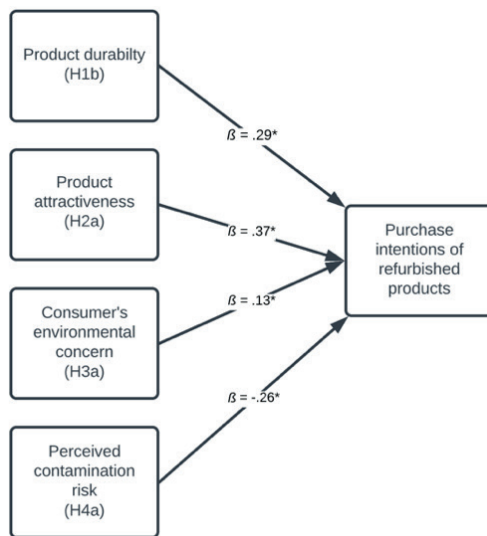 Product durabilty
(H1b)
ß = .29*
Product
attractiveness
(H2a)
ß = .37*
Purchase
intentions of
refurbished
products
Consumer's
environmental
concern
(H3a)
ß = .13*
Perceived
contamination
risk
(H4a)
ß = -.26*